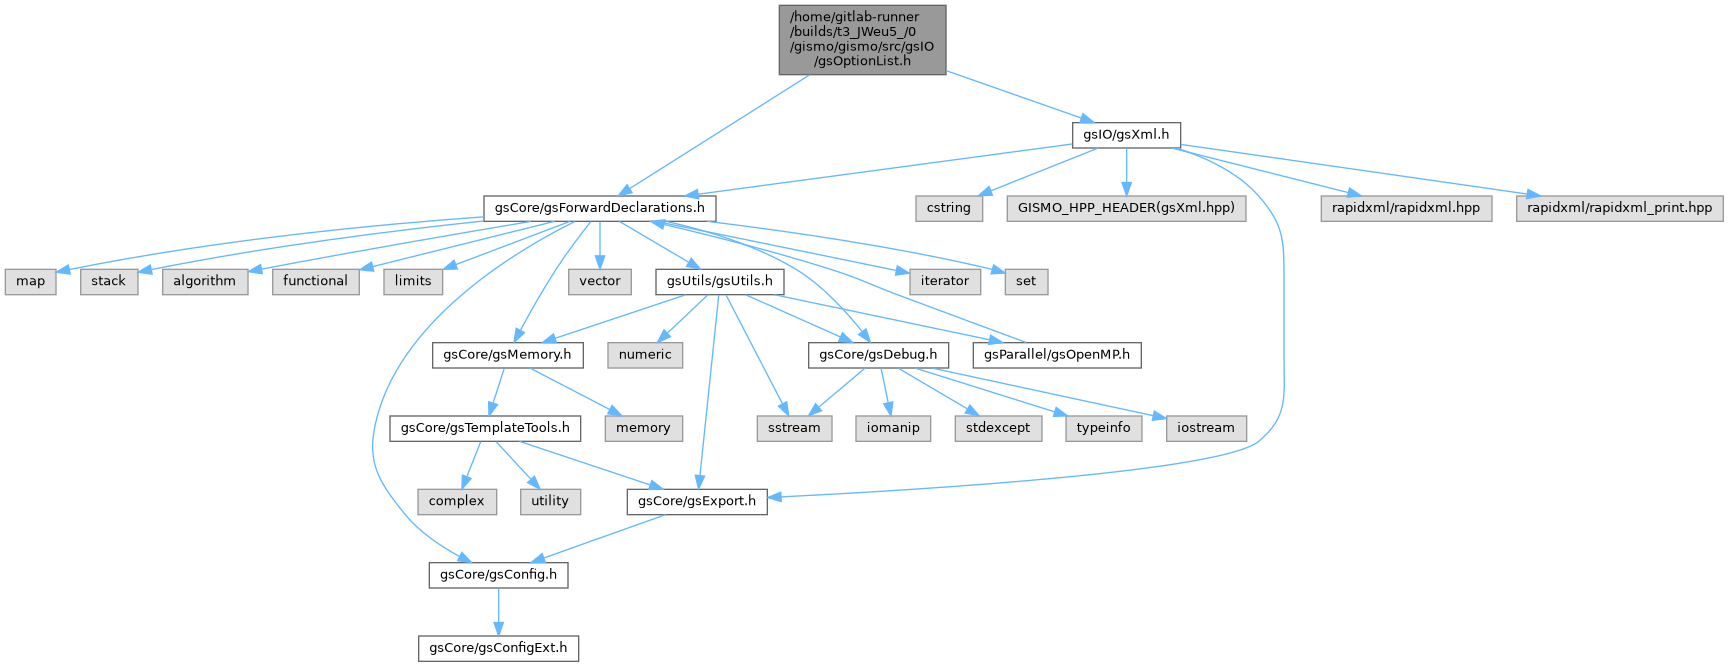 /home/gitlab-runner
/builds/t3_JWeu5_/0
/gismo/gismo/src/gsIO
/gsOptionList.h
gsIO/gsXml.h
gsCore/gsForwardDeclarations.h
cstring
GISMO_HPP_HEADER(gsXml.hpp)
rapidxml/rapidxml.hpp
rapidxml/rapidxml_print.hpp
map
stack
algorithm
functional
limits
vector
gsUtils/gsUtils.h
iterator
set
gsCore/gsMemory.h
numeric
gsCore/gsDebug.h
gsParallel/gsOpenMP.h
gsCore/gsTemplateTools.h
memory
sstream
iomanip
stdexcept
typeinfo
iostream
complex
utility
gsCore/gsExport.h
gsCore/gsConfig.h
gsCore/gsConfigExt.h